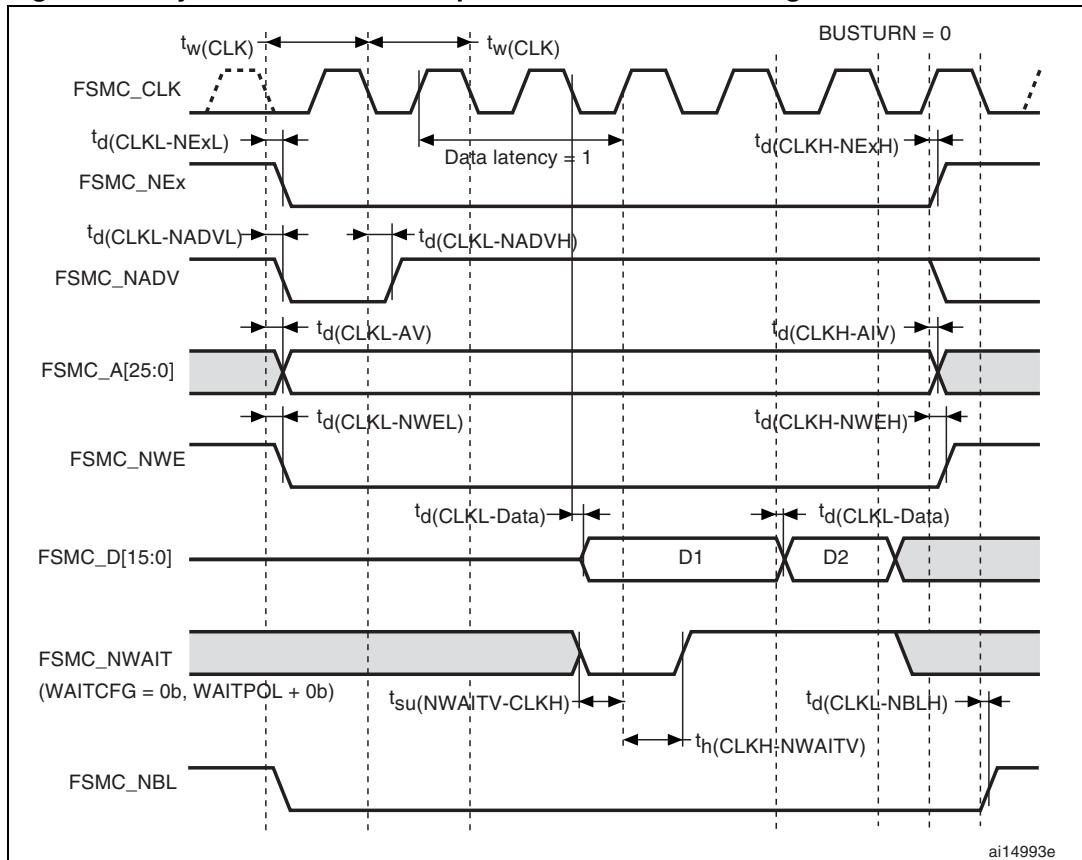 BUSTURN = 0
tw(CLK)
tw(CLK)
FSMC_CLK
td(CLKL-NExL)
Data latency = 1
td(CLKH-NExH)
FSMC_NEx
td(CLKL-NADVL)
td(CLKL-NADVH)
FSMC_NADV
td(CLKL-AV)
td(CLKH-AIV)
FSMC_A[25:0]
td(CLKL-NWEL)
td(CLKH-NWEH)
FSMC_NWE
td(CLKL-Data)
td(CLKL-Data)
FSMC_D[15:0]
D1
D2
FSMC_NWAIT
(WAITCFG = 0b, WAITPOL + 0b)
tsu(NWAITV-CLKH)
td(CLKL-NBLH)
th(CLKH-NWAITV)
FSMC_NBL
ai14993e